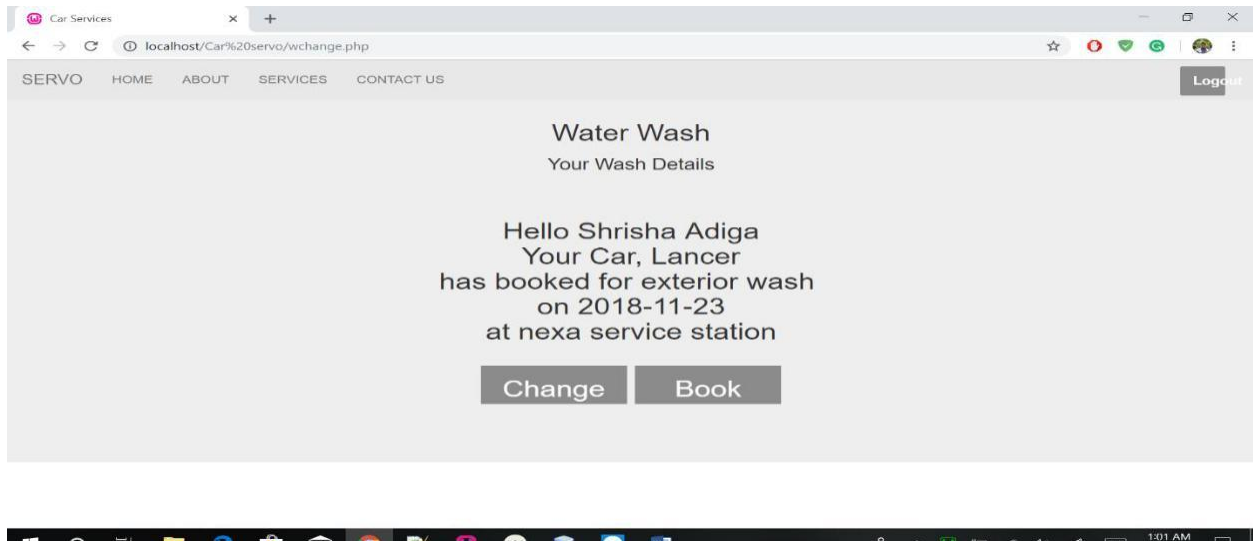 Car Services
localhost/Car%20servo/wchange.php
SERVO HOME ABOUT SERVICES CONTACT US Logout
Water Wash
Your Wash Details
Hello Shrisha Adiga
Your Car, Lancer
has booked for exterior wash
on 2018-11-23
at nexa service station
Change Book
1:01 AM